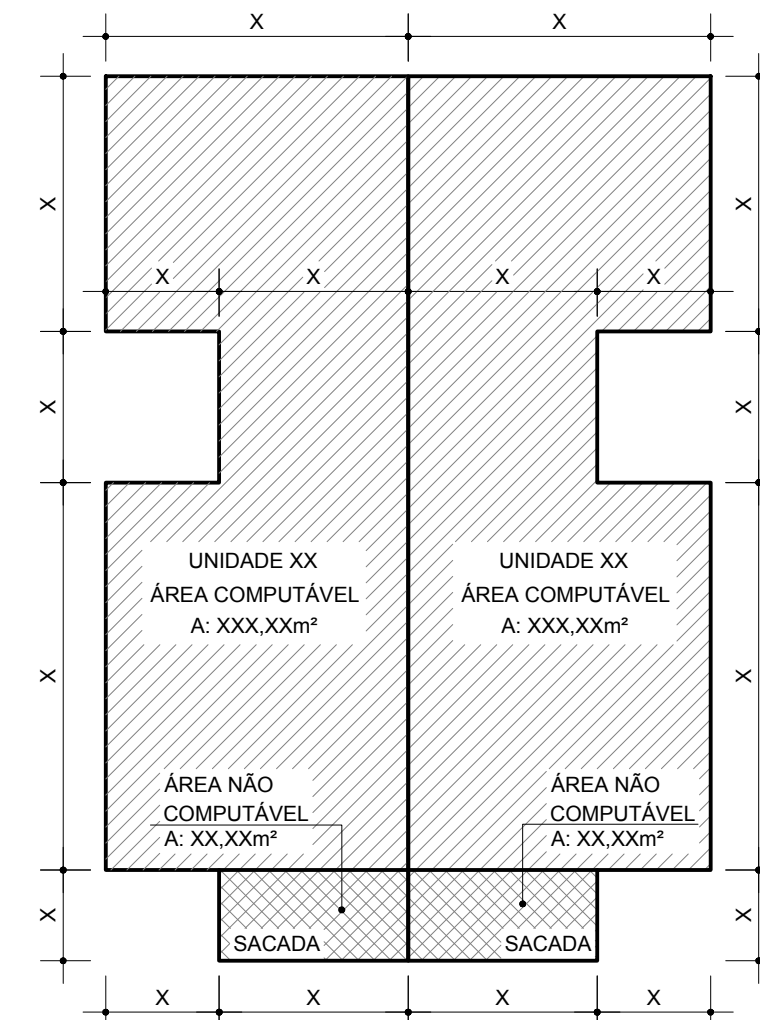 X X
X X
X X X X
X X
UNIDADE XX
ÁREA COMPUTÁVEL
A: XXX,XXm²
UNIDADE XX
ÁREA COMPUTÁVEL
A: XXX,XXm²
X X
ÁREA NÃO
COMPUTÁVEL
A: XX,XXm²
ÁREA NÃO
COMPUTÁVEL
A: XX,XXm²
X X
SACADA
SACADA
X X X X